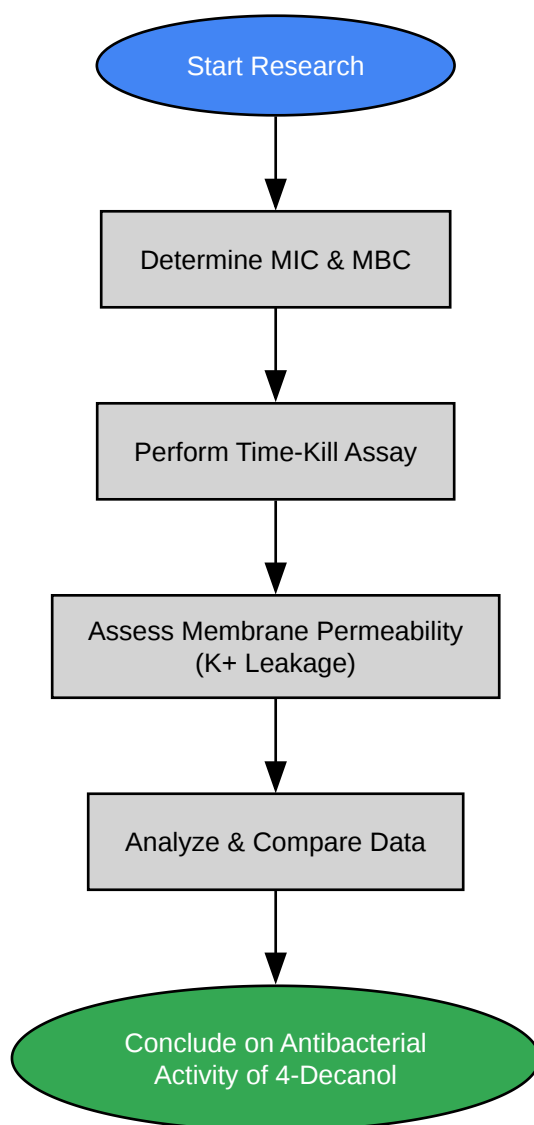 Start Research
Determine MIC & MBC
Perform Time-Kill Assay
Assess Membrane Permeability
(K+ Leakage)
Analyze & Compare Data
Conclude on Antibacterial
Activity of 4-Decanol